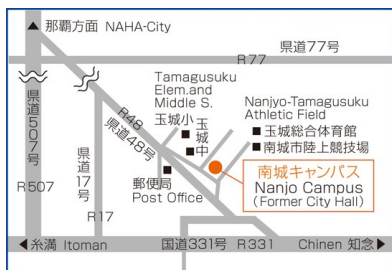 ▲那覇方面 NAHA-City
県道77号
R77
Tamagusuku
Elem.and
Middle S.
玉城小
玉城中
Nanjyo-Tamagusuku
Athletic Field
■玉城総合体育館
■南城市陸上競技場
R48
県道48号
県道507号
R507
県道17号
R17
郵便局
Post Office
南城キャンパス
Nanjo Campus
(Former City Hall)
◀糸満 Itoman
国道331号 R331
Chinen 知念▶